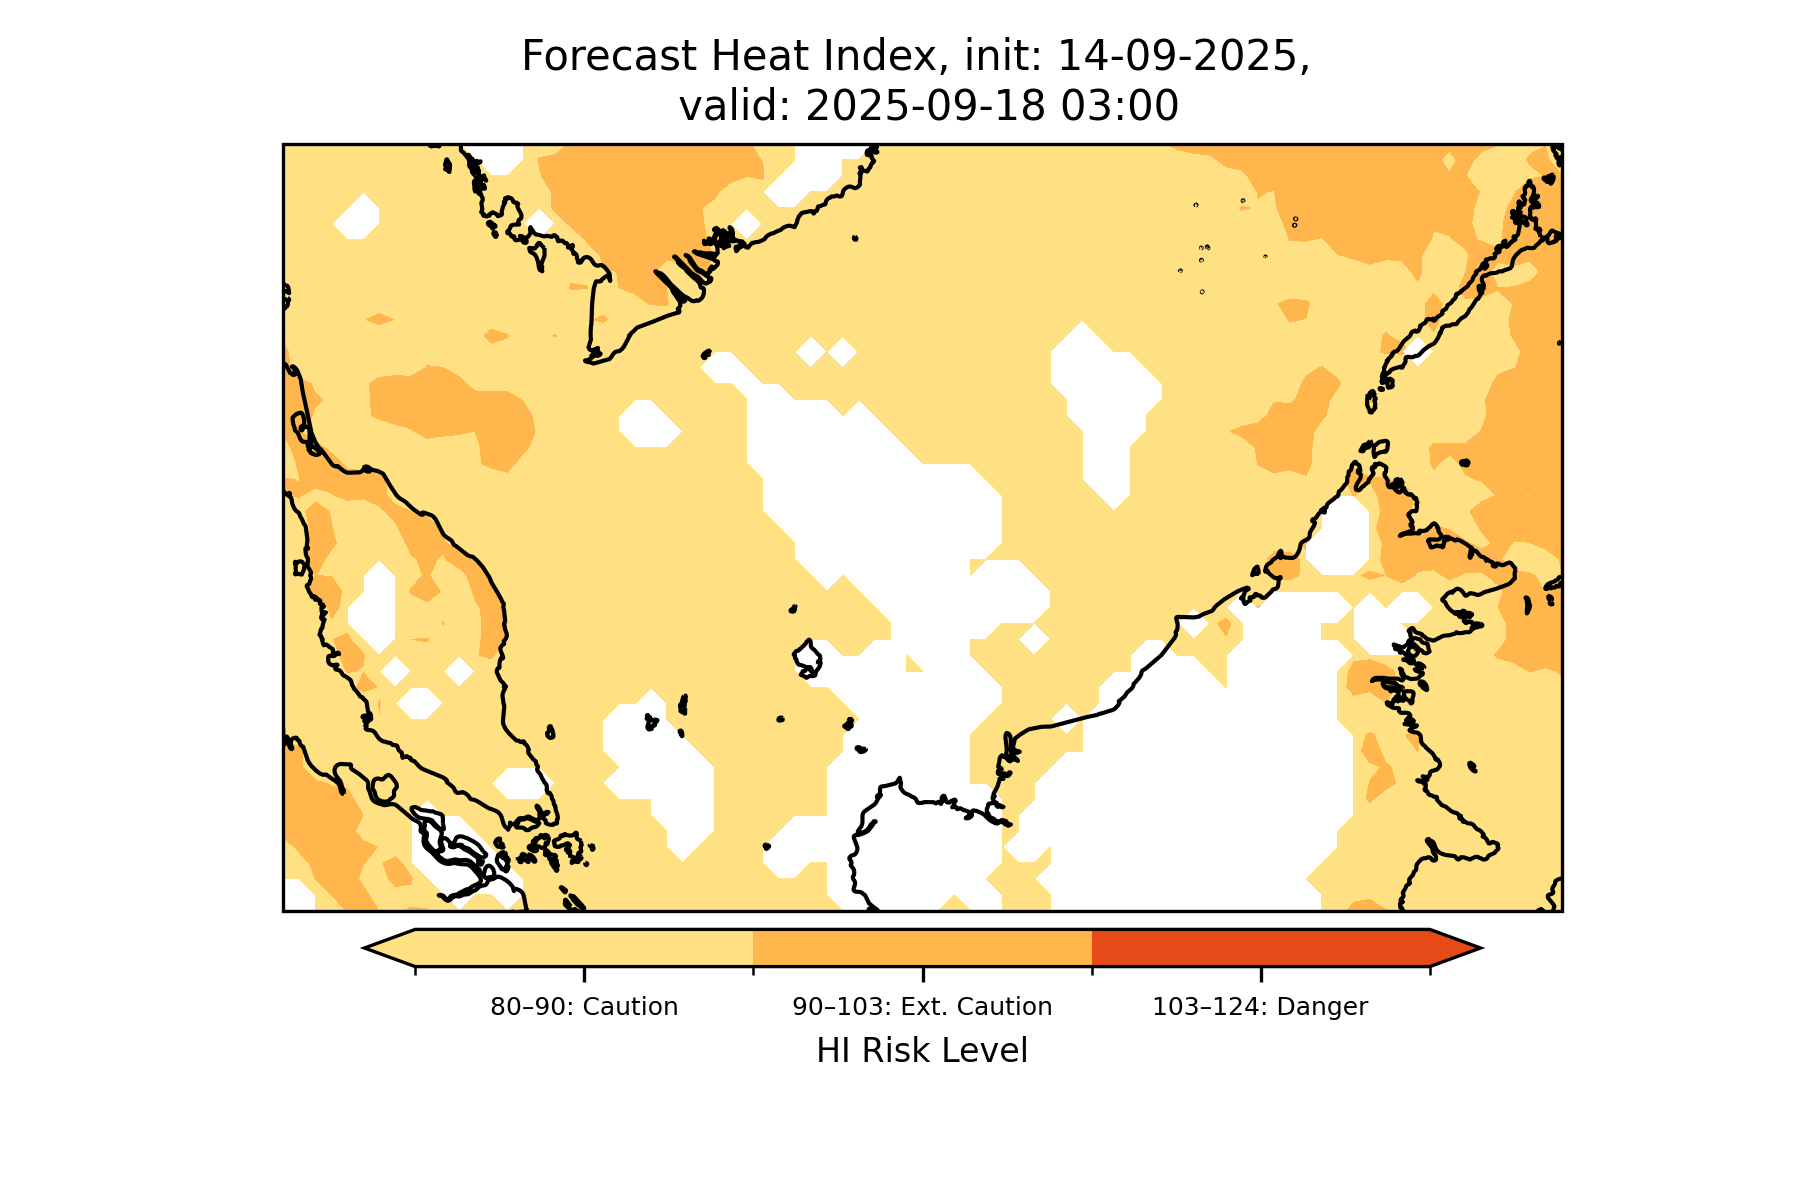 Forecast Heat Index, init: 14-09-2025,
valid: 2025-09-18 03:00
80–90: Caution
90–103: Ext. Caution
103–124: Danger
HI Risk Level